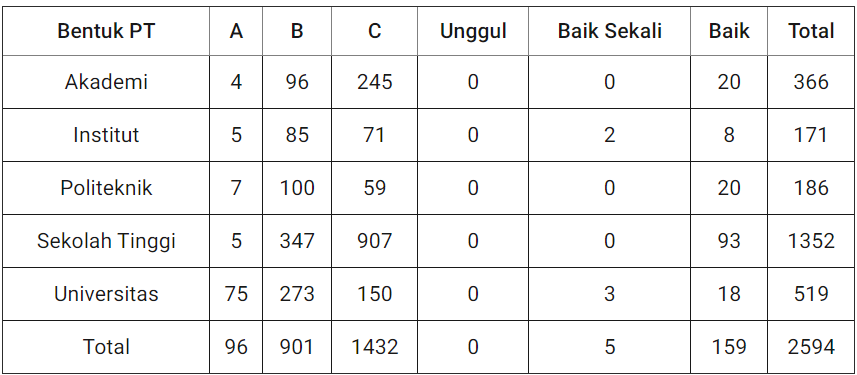 Bentuk PT A B C Unggul Baik Sekali Baik Total
Akademi 4 96 245 0 0 20 366
Institut 5 85 71 0 2 8 171
Politeknik 7 100 59 0 0 20 186
Sekolah Tinggi 5 347 907 0 0 93 1352
Universitas 75 273 150 0 3 18 519
Total 96 901 1432 0 5 159 2594